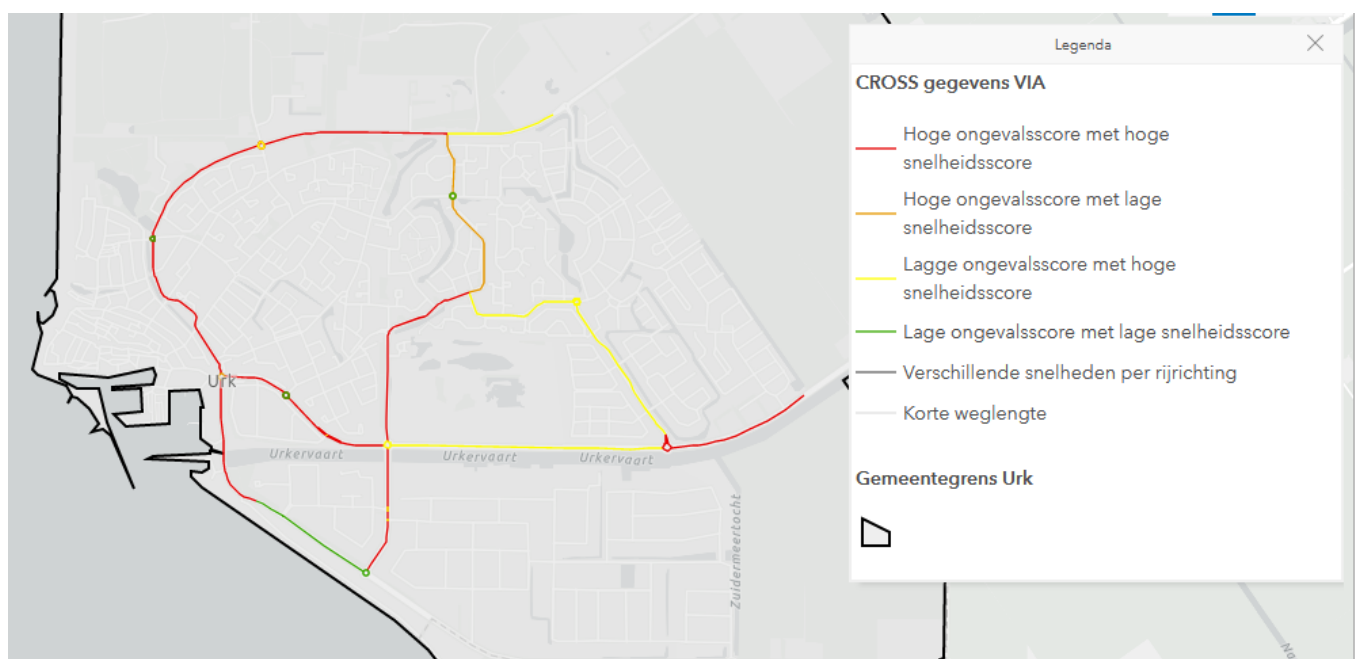 Legenda
CROSS gegevens VIA
Hoge ongevalsscore met hoge
snelheidsscore
Hoge ongevalsscore met lage
snelheidsscore
Lagge ongevalsscore met hoge
snelheidsscore
Lage ongevalsscore met lage snelheidsscore
Verschillende snelheden per rijrichting
Korte weglengte
Gemeentegrens Urk
Urk
Urkervaart
Urkervaart
Urkervaart
Zuidermeertocht